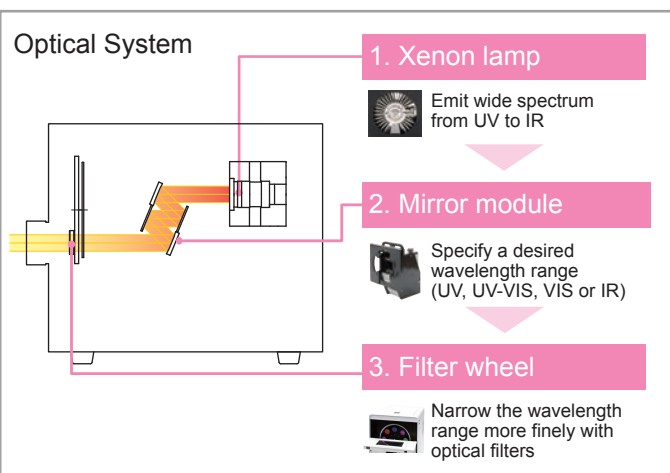 Optical System
1. Xenon lamp
Emit wide spectrum
from UV to IR
2. Mirror module
Specify a desired
wavelength range
(UV, UV-VIS, VIS or IR)
3. Filter wheel
Narrow the wavelength
range more finely with
optical filters